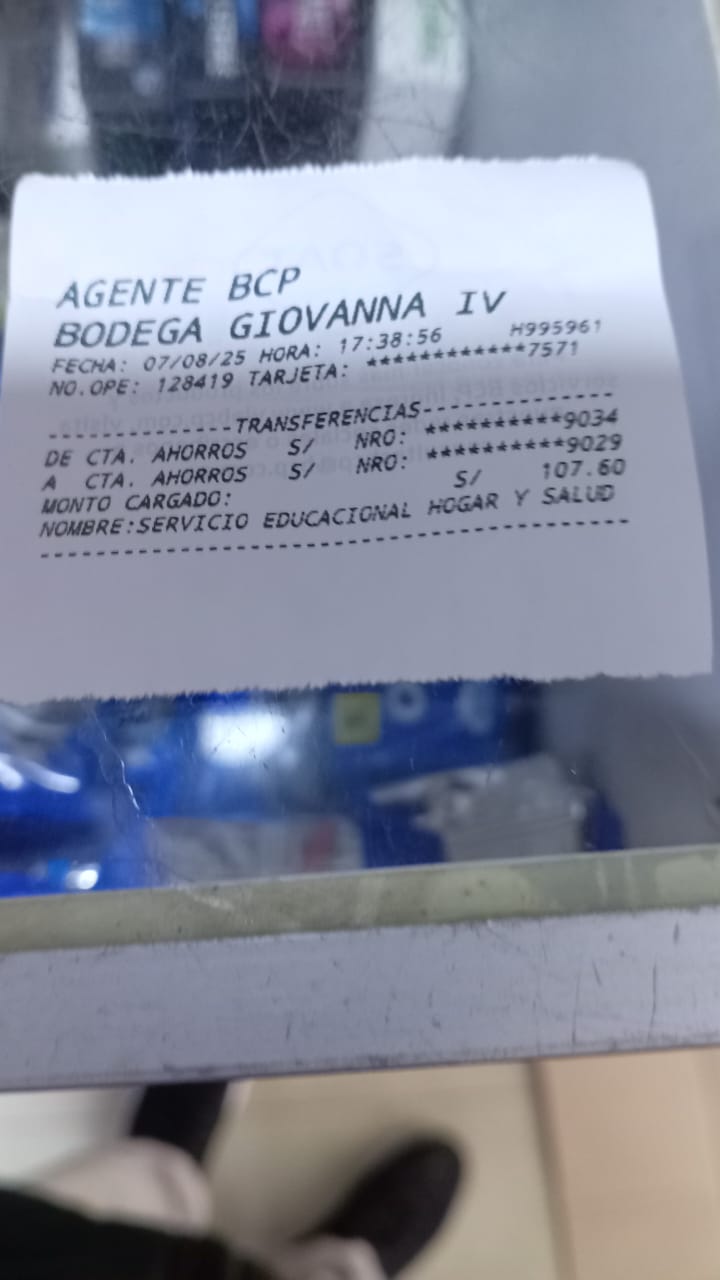 AGENTE BCP
BODEGA GIOVANNA IV
FECHA: 07/08/25 HORA: 17:38:56 H995961
NO.OPE: 128419 TARJETA: ************7571
-------------TRANSFERENCIAS-------------
DE CTA. AHORROS S/ NRO: **********9034
A CTA. AHORROS S/ NRO: **********9029
MONTO CARGADO: S/ 107.60
NOMBRE:SERVICIO EDUCACIONAL HOGAR Y SALUD
----------------------------------------